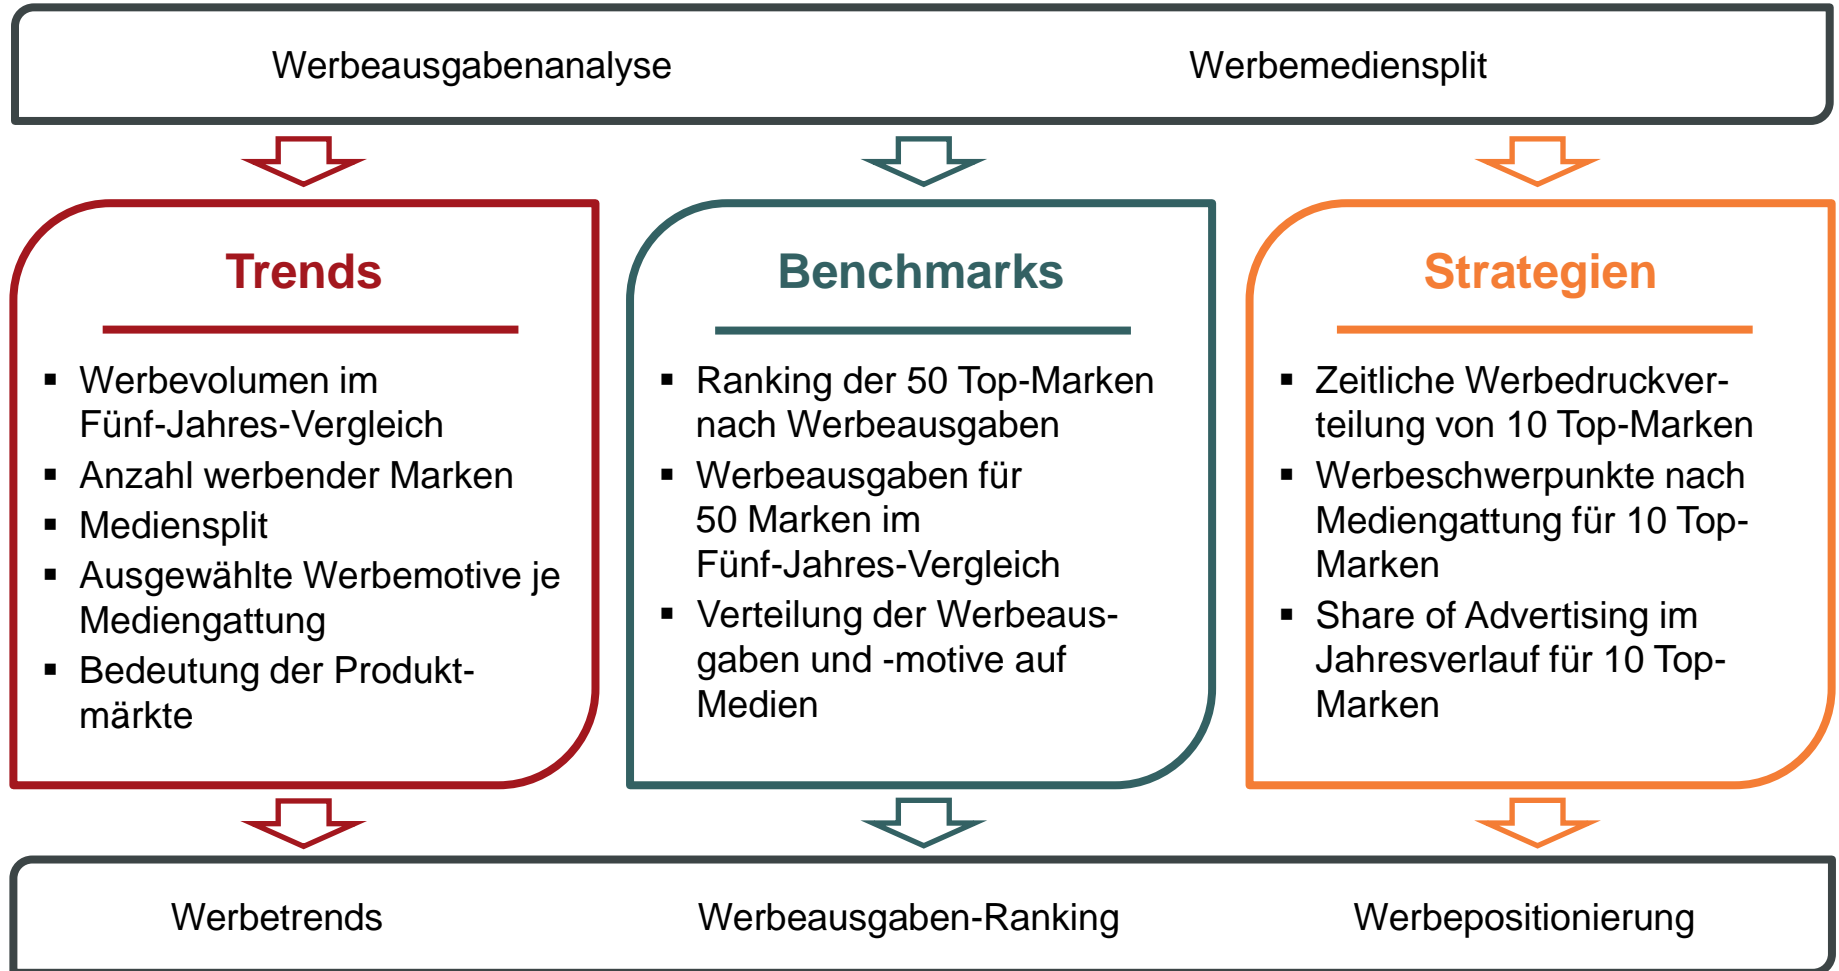 Werbeausgabenanalyse
Werbemediensplit
Trends
▪ Werbevolumen im
Fünf-Jahres-Vergleich
▪ Anzahl werbender Marken
▪ Mediensplit
▪ Ausgewählte Werbemotive je
Mediengattung
▪ Bedeutung der Produkt-
märkte
Benchmarks
▪ Ranking der 50 Top-Marken
nach Werbeausgaben
▪ Werbeausgaben für
50 Marken im
Fünf-Jahres-Vergleich
▪ Verteilung der Werbeaus-
gaben und -motive auf
Medien
Strategien
▪ Zeitliche Werbedruckver-
teilung von 10 Top-Marken
▪ Werbeschwerpunkte nach
Mediengattung für 10 Top-
Marken
▪ Share of Advertising im
Jahresverlauf für 10 Top-
Marken
Werbetrends
Werbeausgaben-Ranking
Werbepositionierung